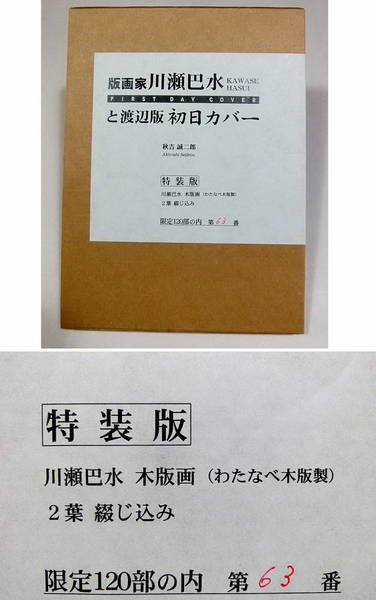 版画家川瀬巴水 KAWASE HASUI
FIRST DAY COVER
と渡辺版 初日カバー
秋吉誠二郎
Akiyoshi Seijirou
特装版
川瀬巴水 木版画（わたなべ木版製）
2葉 綴じ込み
限定120部の内 第63番
特装版
川瀬巴水 木版画（わたなべ木版製）
2葉 綴じ込み
限定120部の内 第63番